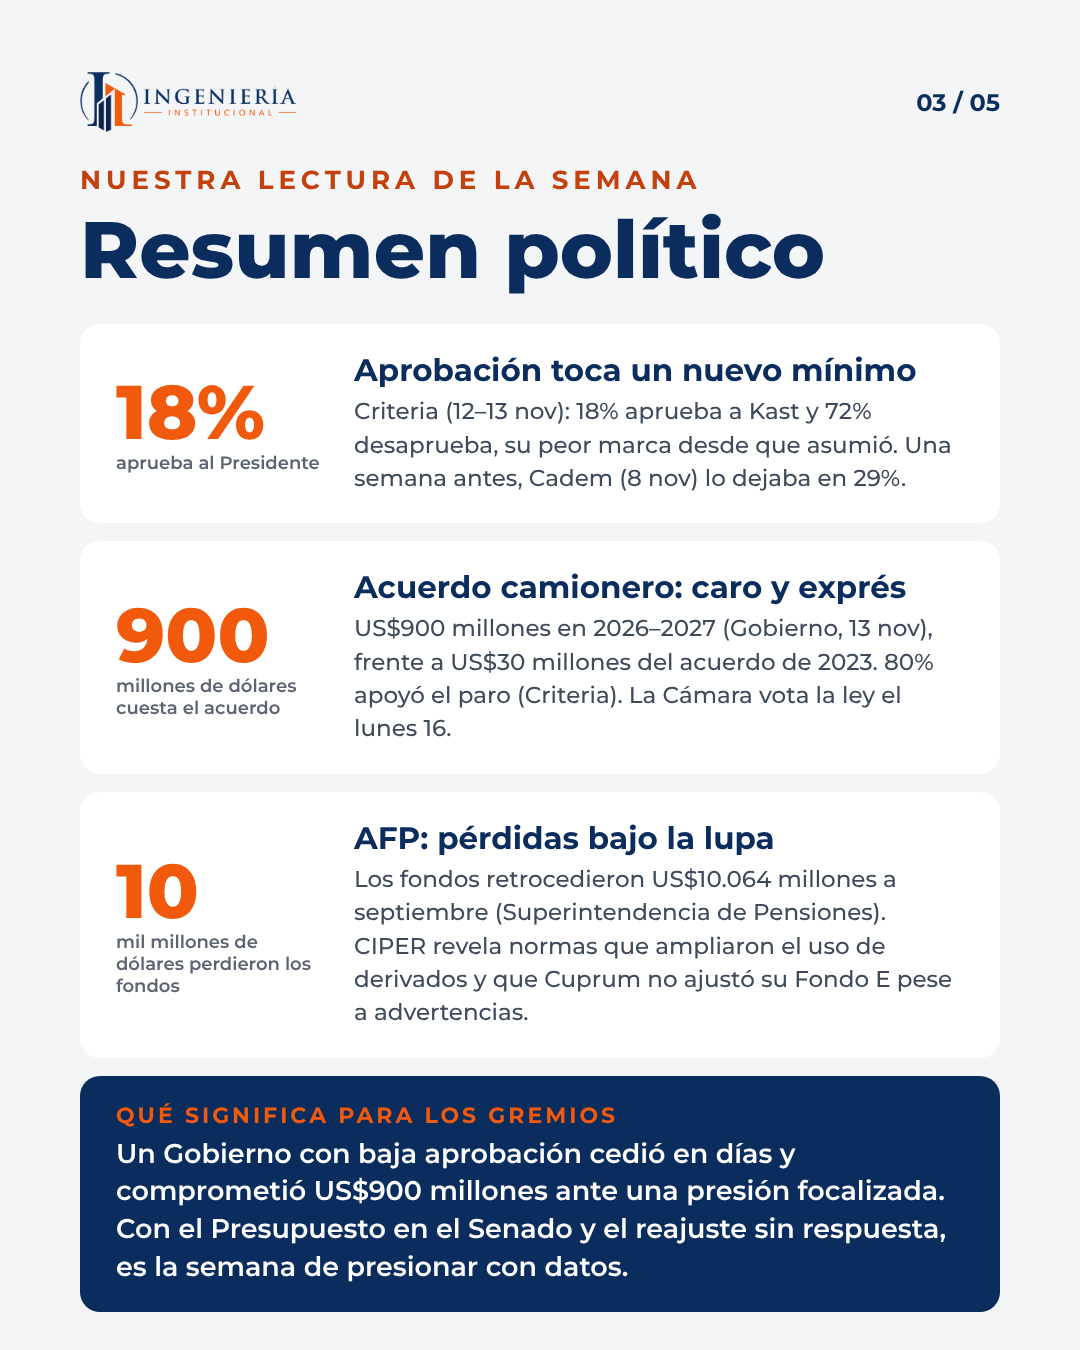 INGENIERIA
INSTITUCIONAL
03 / 05
NUESTRA LECTURA DE LA SEMANA
Resumen político
18%
aprueba al Presidente
Aprobación toca un nuevo mínimo
Criteria (12–13 nov): 18% aprueba a Kast y 72%
desaprueba, su peor marca desde que asumió. Una
semana antes, Cadem (8 nov) lo dejaba en 29%.
900
millones de dólares
cuesta el acuerdo
Acuerdo camionero: caro y exprés
US$900 millones en 2026–2027 (Gobierno, 13 nov),
frente a US$30 millones del acuerdo de 2023. 80%
apoyó el paro (Criteria). La Cámara vota la ley el
lunes 16.
10
mil millones de
dólares perdieron los
fondos
AFP: pérdidas bajo la lupa
Los fondos retrocedieron US$10.064 millones a
septiembre (Superintendencia de Pensiones).
CIPER revela normas que ampliaron el uso de
derivados y que Cuprum no ajustó su Fondo E pese
a advertencias.
QUÉ SIGNIFICA PARA LOS GREMIOS
Un Gobierno con baja aprobación cedió en días y
comprometió US$900 millones ante una presión focalizada.
Con el Presupuesto en el Senado y el reajuste sin respuesta,
es la semana de presionar con datos.